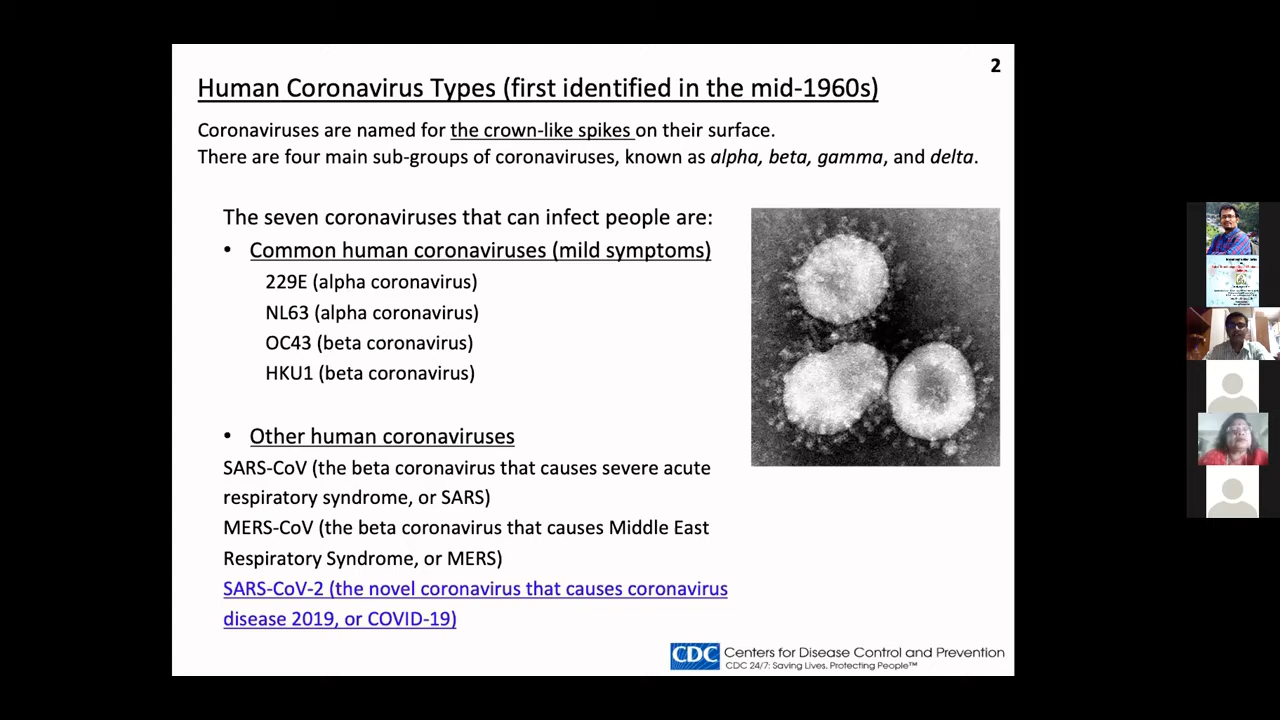 2
Human Coronavirus Types (first identified in the mid-1960s)
Coronaviruses are named for the crown-like spikes on their surface.
There are four main sub-groups of coronaviruses, known as alpha, beta, gamma, and delta.
The seven coronaviruses that can infect people are:
• Common human coronaviruses (mild symptoms)
229E (alpha coronavirus)
NL63 (alpha coronavirus)
OC43 (beta coronavirus)
HKU1 (beta coronavirus)
• Other human coronaviruses
SARS-CoV (the beta coronavirus that causes severe acute
respiratory syndrome, or SARS)
MERS-CoV (the beta coronavirus that causes Middle East
Respiratory Syndrome, or MERS)
SARS-CoV-2 (the novel coronavirus that causes coronavirus
disease 2019, or COVID-19)
CDC Centers for Disease Control and Prevention
CDC 24/7: Saving Lives. Protecting People™